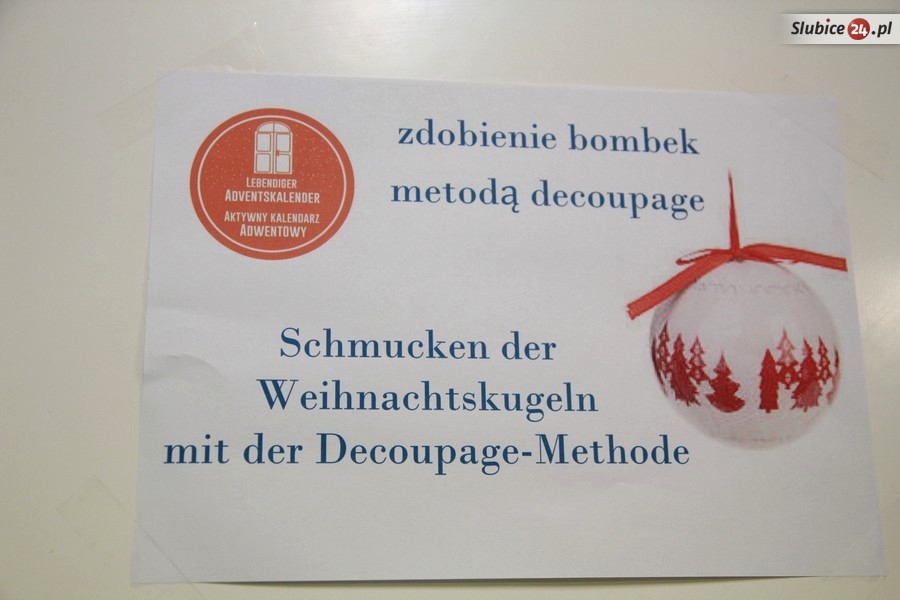 Slubice24.pl
zdobienie bombek
metodą decoupage
LEBENDIGER
ADVENTSKALENDER
AKTYWNY KALENDARZ
ADWENTOWY
Schmucken der
Weihnachtskugeln
mit der Decoupage-Methode